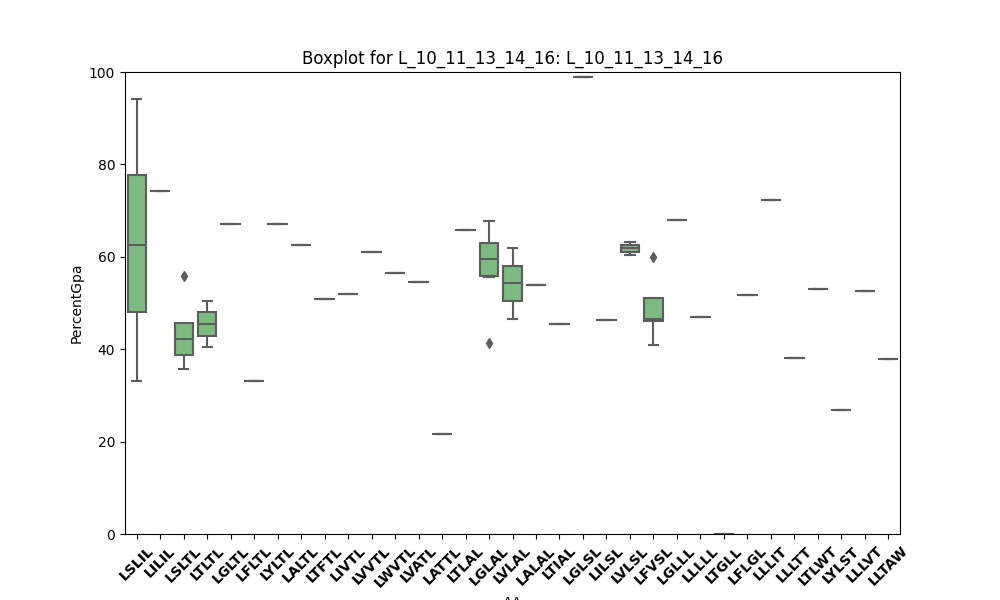 Boxplot for L_10_11_13_14_16: L_10_11_13_14_16
PercentGpa
100
80
60
40
20
0
LSLIL
LILIL
LSLTL
LTLTL
LGLTL
LFLTL
LYLTL
LALTL
LTFTL
LIVTL
LVVTL
LWVTL
LVATL
LATTL
LTLAL
LGLAL
LVLAL
LALAL
LTIAL
LGLSL
LILSL
LVLSL
LFVSL
LGLLL
LLLLL
LTGLL
LFLGL
LLLIT
LLLTT
LTLWT
LYLST
LLLVT
LLTAW